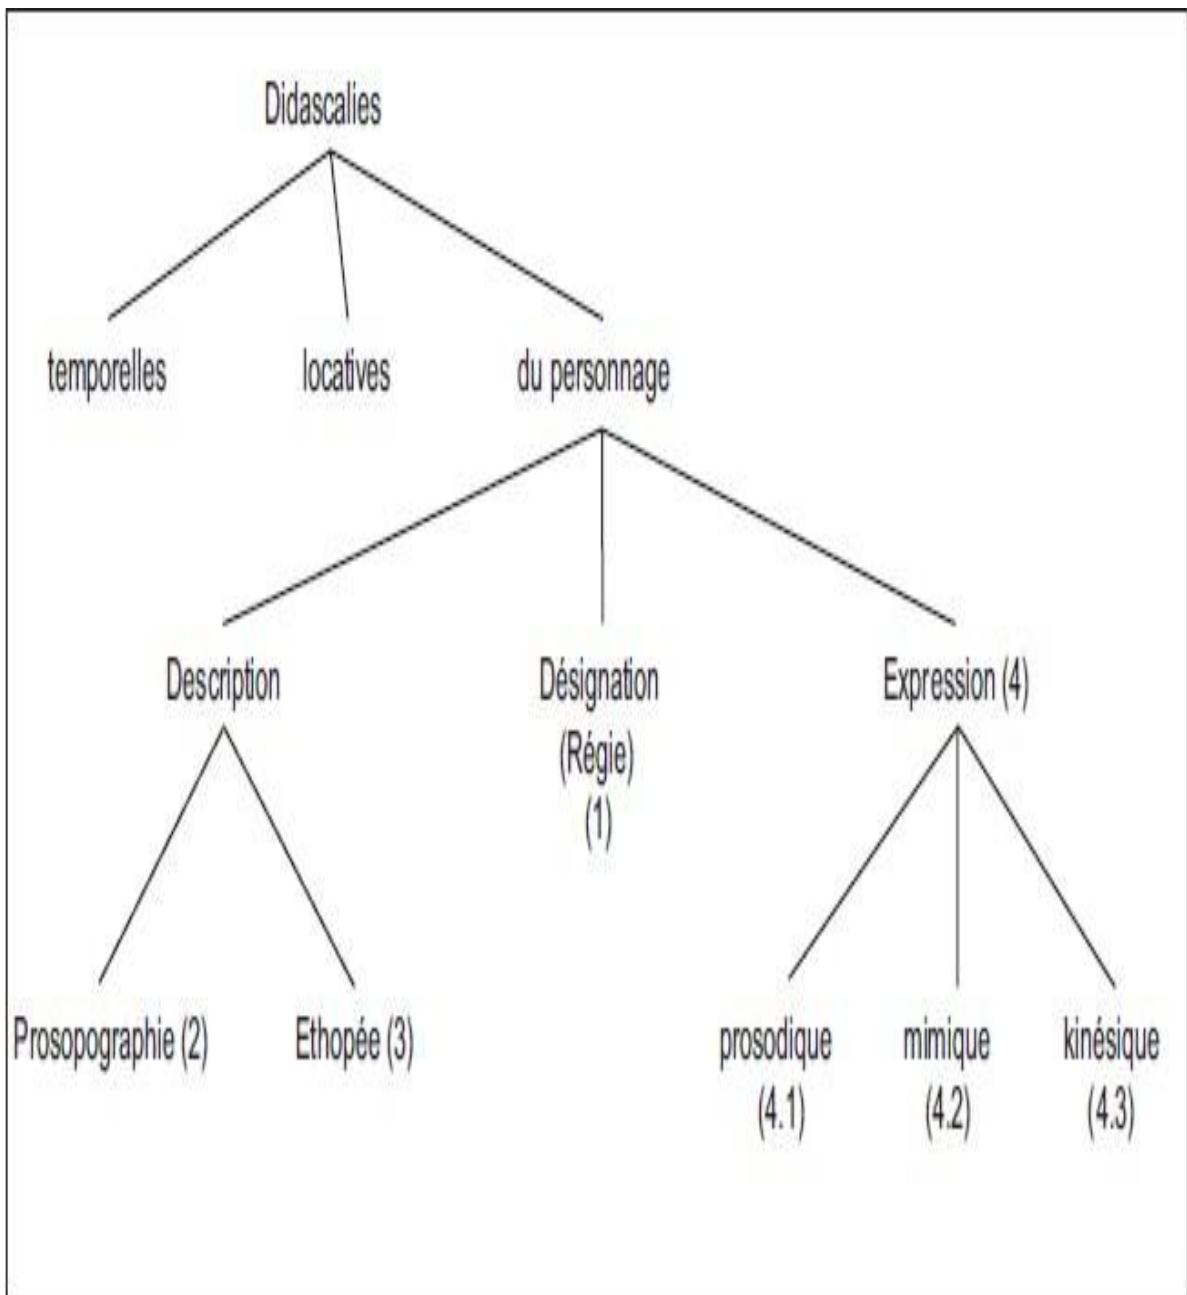 Didascalies
temporelles
locatives
du personnage
Description
Désignation
(Régie)
(1)
Expression (4)
Prosopographie (2)
Ethopée (3)
prosodique
(4.1)
mimique
(4.2)
kinésique
(4.3)